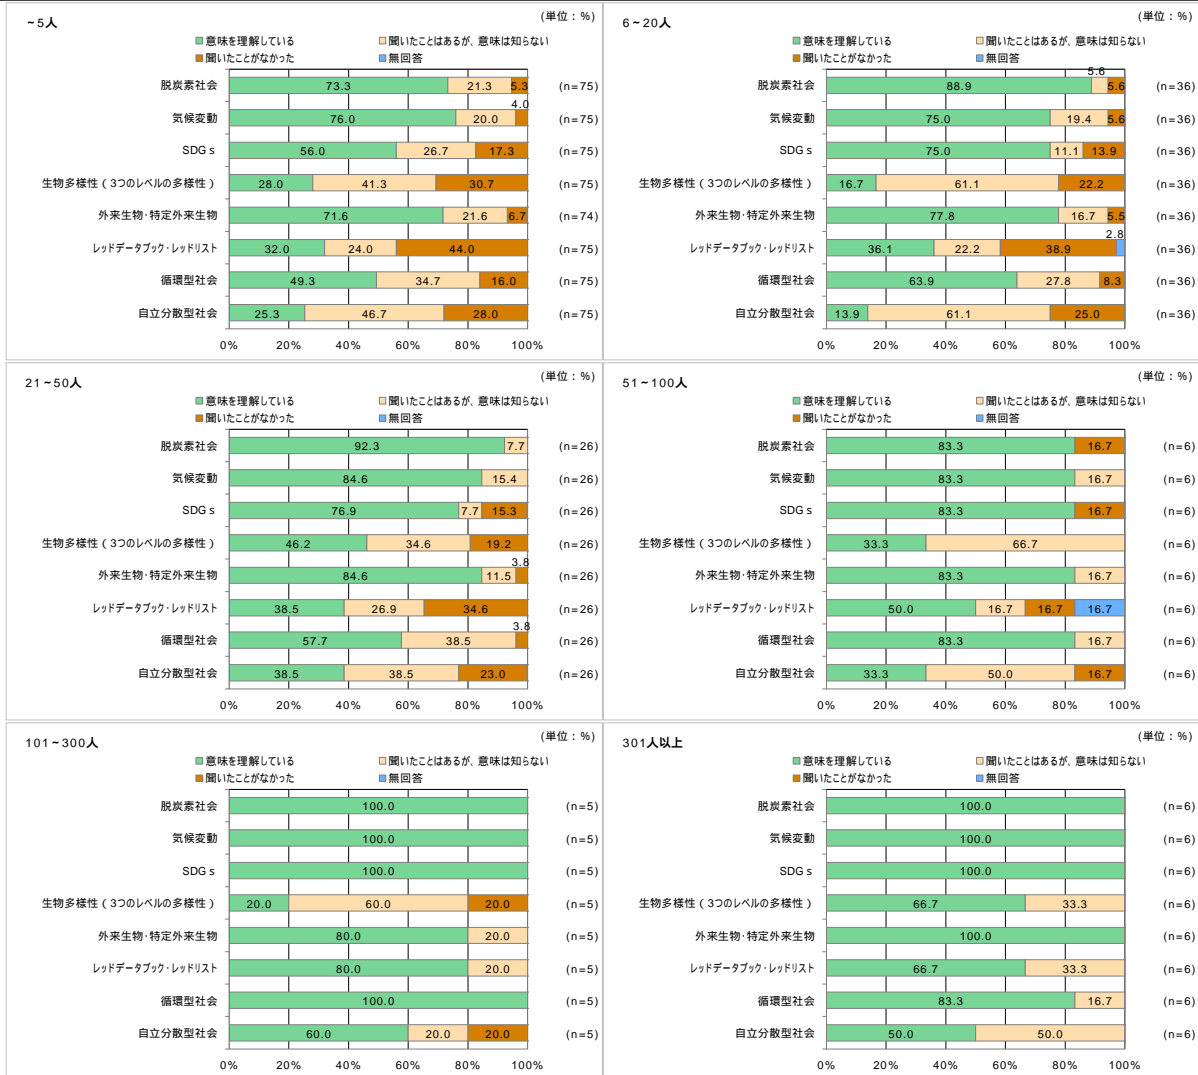 ~5人
(単位:%)
意味を理解している 聞いたことはあるが、意味は知らない
聞いたことがなかった 無回答
脱炭素社会 73.3 21.3 5.3 (n=75)
気候変動 76.0 20.0 4.0 (n=75)
SDGs 56.0 26.7 17.3 (n=75)
生物多様性(3つのレベルの多様性) 28.0 41.3 30.7 (n=75)
外来生物・特定外来生物 71.6 21.6 6.7 (n=74)
レッドデータブック・レッドリスト 32.0 24.0 44.0 (n=75)
循環型社会 49.3 34.7 16.0 (n=75)
自立分散型社会 25.3 46.7 28.0 (n=75)
0% 20% 40% 60% 80% 100%
6~20人
(単位:%)
意味を理解している 聞いたことはあるが、意味は知らない
聞いたことがなかった 無回答
脱炭素社会 88.9 5.6 5.6 (n=36)
気候変動 75.0 19.4 5.6 (n=36)
SDGs 75.0 11.1 13.9 (n=36)
生物多様性(3つのレベルの多様性) 16.7 61.1 22.2 (n=36)
外来生物・特定外来生物 77.8 16.7 5.5 (n=36)
レッドデータブック・レッドリスト 36.1 22.2 38.9 2.8 (n=36)
循環型社会 63.9 27.8 8.3 (n=36)
自立分散型社会 13.9 61.1 25.0 (n=36)
0% 20% 40% 60% 80% 100%
21~50人
(単位:%)
意味を理解している 聞いたことはあるが、意味は知らない
聞いたことがなかった 無回答
脱炭素社会 92.3 7.7 (n=26)
気候変動 84.6 15.4 (n=26)
SDGs 76.9 7.7 15.3 (n=26)
生物多様性(3つのレベルの多様性) 46.2 34.6 19.2 (n=26)
外来生物・特定外来生物 84.6 11.5 3.8 (n=26)
レッドデータブック・レッドリスト 38.5 26.9 34.6 (n=26)
循環型社会 57.7 38.5 3.8 (n=26)
自立分散型社会 38.5 38.5 23.0 (n=26)
0% 20% 40% 60% 80% 100%
51~100人
(単位:%)
意味を理解している 聞いたことはあるが、意味は知らない
聞いたことがなかった 無回答
脱炭素社会 83.3 16.7 (n=6)
気候変動 83.3 16.7 (n=6)
SDGs 83.3 16.7 (n=6)
生物多様性(3つのレベルの多様性) 33.3 66.7 (n=6)
外来生物・特定外来生物 83.3 16.7 (n=6)
レッドデータブック・レッドリスト 50.0 16.7 16.7 16.7 (n=6)
循環型社会 83.3 16.7 (n=6)
自立分散型社会 33.3 50.0 16.7 (n=6)
0% 20% 40% 60% 80% 100%
101~300人
(単位:%)
意味を理解している 聞いたことはあるが、意味は知らない
聞いたことがなかった 無回答
脱炭素社会 100.0 (n=5)
気候変動 100.0 (n=5)
SDGs 100.0 (n=5)
生物多様性(3つのレベルの多様性) 20.0 60.0 20.0 (n=5)
外来生物・特定外来生物 80.0 20.0 (n=5)
レッドデータブック・レッドリスト 80.0 20.0 (n=5)
循環型社会 100.0 (n=5)
自立分散型社会 60.0 20.0 20.0 (n=5)
0% 20% 40% 60% 80% 100%
301人以上
(単位:%)
意味を理解している 聞いたことはあるが、意味は知らない
聞いたことがなかった 無回答
脱炭素社会 100.0 (n=6)
気候変動 100.0 (n=6)
SDGs 100.0 (n=6)
生物多様性(3つのレベルの多様性) 66.7 33.3 (n=6)
外来生物・特定外来生物 100.0 (n=6)
レッドデータブック・レッドリスト 66.7 33.3 (n=6)
循環型社会 83.3 16.7 (n=6)
自立分散型社会 50.0 50.0 (n=6)
0% 20% 40% 60% 80% 100%